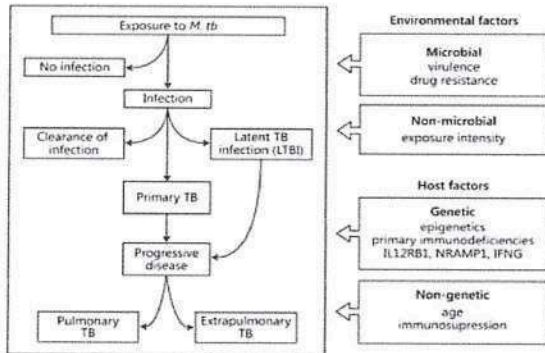 Exposure to M. tb
No infection
Infection
Clearance of
infection
Latent TB
infection (LTBI)
Primary TB
Progressive
disease
Pulmonary
TB
Extrapulmonary
TB
Environmental factors
Microbial
virulence
drug resistance
Non-microbial
exposure intensity
Host factors
Genetic
epigenetics
primary immunodeficiencies
IL12RB1, NRAMP1, IFNG
Non-genetic
age
immunosupression